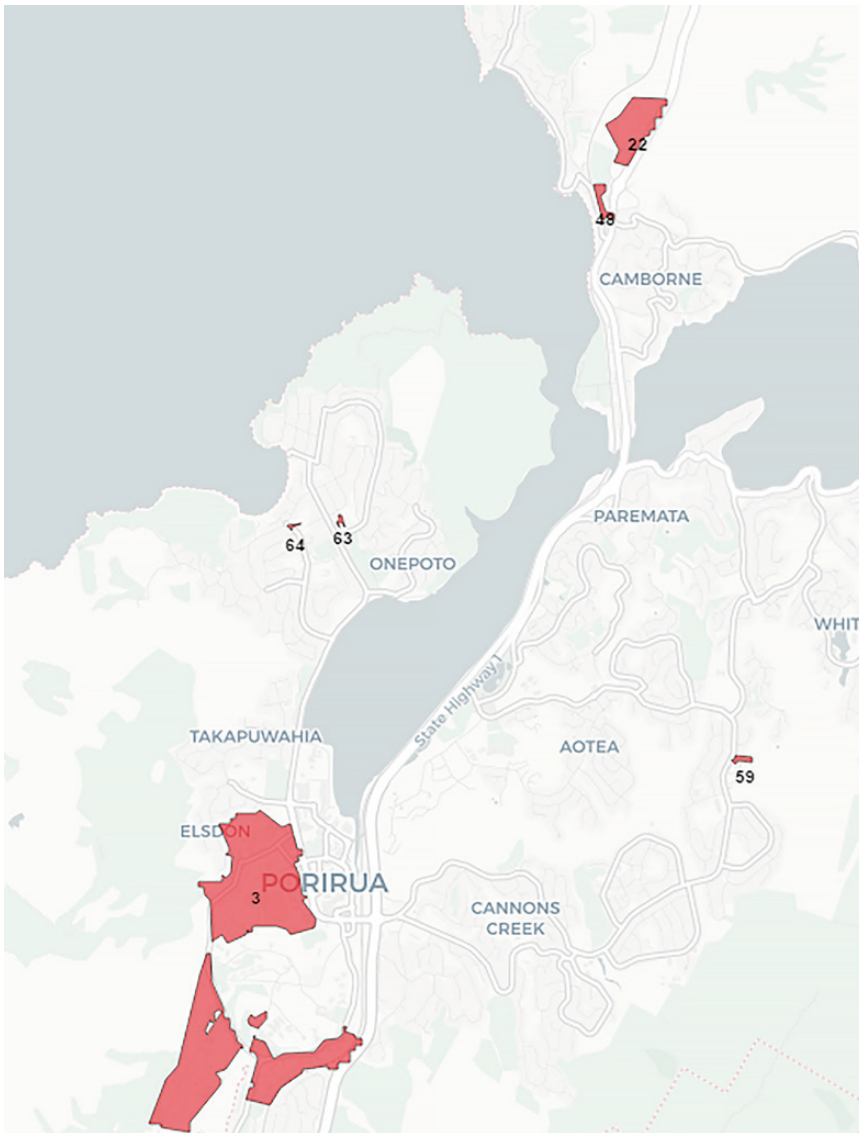 22
48
CAMBORNE
PAREMATA
64
63
ONEPOTO
WHIT
State Highway 1
TAKAPUWAHIA
AOTEA
59
ELSDON
PORIRUA
3
CANNONS
CREEK